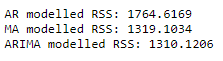 AR modelled RSS: 1764.6169
MA modelled RSS: 1319.1034
ARIMA modelled RSS: 1310.1206